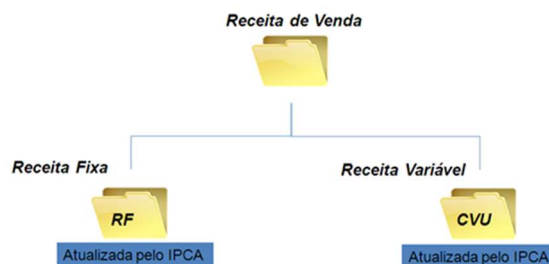 Receita de Venda
Receita Fixa
Receita Variável
RF
CVU
Atualizada pelo IPCA
Atualizada pelo IPCA